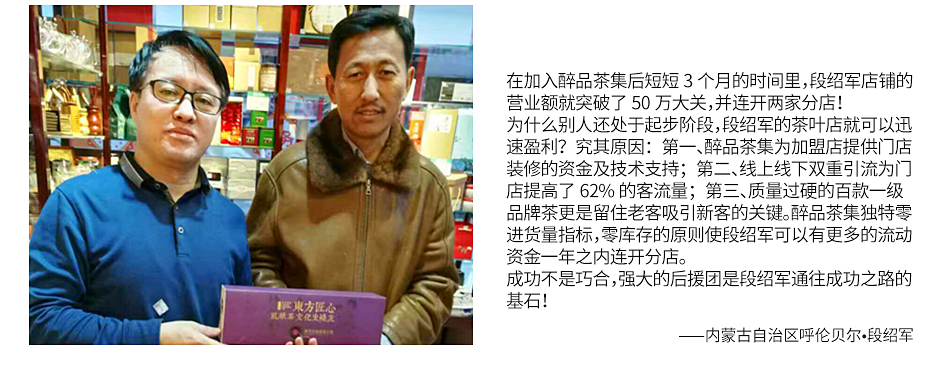 在加入醉品茶集后短短 3 个月的时间里，段绍军店铺的
营业额就突破了 50 万大关，并连开两家分店！
为什么别人还处于起步阶段，段绍军的茶叶店就可以迅
速盈利？究其原因：第一、醉品茶集为加盟店提供门店
装修的资金及技术支持；第二、线上线下双重引流为门
店提高了 62% 的客流量；第三、质量过硬的百款一级
品牌茶更是留住老客吸引新客的关键。醉品茶集独特零
进货量指标，零库存的原则使段绍军可以有更多的流动
资金一年之内连开分店。
成功不是巧合，强大的后援团是段绍军通往成功之路的
基石！
——内蒙古自治区呼伦贝尔•段绍军
東方匠心